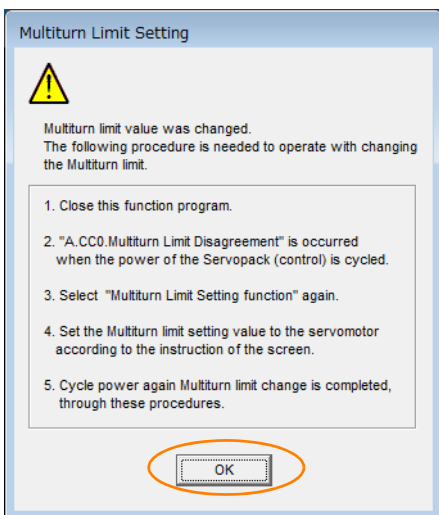 Multiturn Limit Setting
Multiturn limit value was changed.
The following procedure is needed to operate with changing
the Multiturn limit.
1. Close this function program.
2. "A.CC0.Multiturn Limit Disagreement" is occurred
when the power of the Servopack (control) is cycled.
3. Select "Multiturn Limit Setting function" again.
4. Set the Multiturn limit setting value to the servomotor
according to the instruction of the screen.
5. Cycle power again Multiturn limit change is completed,
through these procedures.
OK